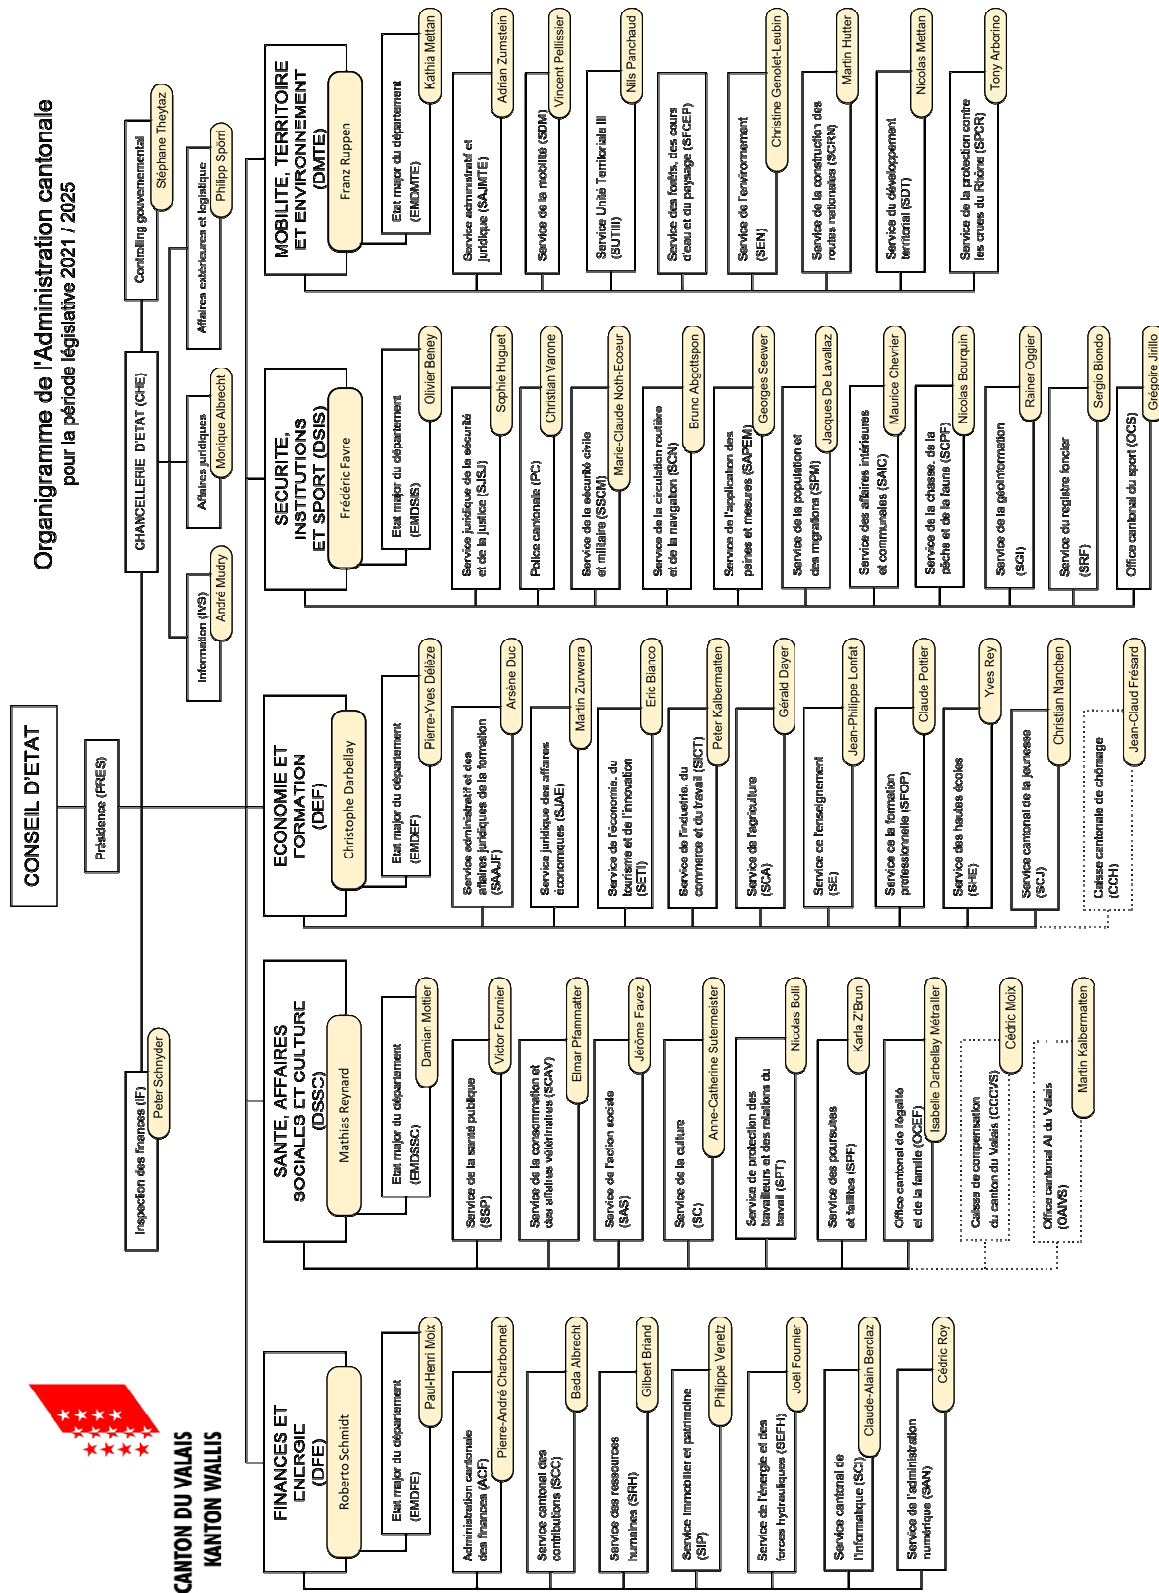 CANTON DU VALAIS
KANTON WALLIS
Organigramme de l'Administration cantonale
pour la période législative 2021 / 2025
CONSEIL D'ETAT
Présidence (PRES)
Inspection des finances (IF)
Peter Schnyder
CHANCELLERIE D'ETAT (CHE)
Controlling gouvernemental
Stéphane Theytaz
Information (IVS)
André Mudry
Affaires juridiques
Monique Albrecht
Affaires extérieures et logistique
Philipp Spörri
FINANCES ET
ENERGIE
(DFE)
Roberto Schmidt
Etat major du département
(EMDFE)
Paul-Henri Moix
Administration cantonale
des finances (ACF)
Pierre-André Charbonnet
Service cantonal des
contributions (SCC)
Beda Albrecht
Service des ressources
humaines (SRH)
Gilbert Briand
Service immobilier et patrimoine
(SIP)
Philippe Venetz
Service de l'énergie et des
forces hydrauliques (SEFH)
Joël Fournier
Service cantonal de
l'informatique (SCI)
Claude-Alain Berclaz
Service de l'administration
numérique (SAN)
Cédric Roy
SANTE, AFFAIRES
SOCIALES ET CULTURE
(DSSC)
Mathias Reynard
Etat major du département
(EMDSSC)
Damian Mottier
Service de la santé publique
(SSP)
Victor Fournier
Service de la consommation et
des affaires vétérinaires (SCAV)
Elmar Pfammatter
Service de l'action sociale
(SAS)
Jérôme Favez
Service de la culture
(SC)
Anne-Catherine Sutermeister
Service de protection des
travailleurs et des relations du
travail (SPT)
Nicolas Bolli
Service des poursuites
et faillites (SPF)
Karla Z'Brun
Office cantonal de l'égalité
et de la famille (OCEF)
Isabelle Darbellay Métrailler
Caisse de compensation
du canton du Valais (CCCVS)
Cédric Moix
Office cantonal AI du Valais
(OAIVS)
Martin Kalbermatten
ECONOMIE ET
FORMATION
(DEF)
Christophe Darbellay
Etat major du département
(EMDEF)
Pierre-Yves Délèze
Service administratif et des
affaires juridiques de la formation
(SAAJF)
Arsène Duc
Service juridique des affaires
économiques (SJAE)
Martin Zurwerra
Service de l'économie, du
tourisme et de l'innovation
(SETI)
Eric Bianco
Service de l'industrie, du
commerce et du travail (SICT)
Peter Kalbermatten
Service de l'agriculture
(SCA)
Gérald Dayer
Service de l'enseignement
(SE)
Jean-Philippe Lonfat
Service de la formation
professionnelle (SFOP)
Claude Pottier
Service des hautes écoles
(SHE)
Yves Rey
Service cantonal de la jeunesse
(SCJ)
Christian Nanchen
Caisse cantonale de chômage
(CCH)
Jean-Claud Frésard
SECURITE,
INSTITUTIONS
ET SPORT (DSIS)
Frédéric Favre
Etat major du département
(EMDSIS)
Olivier Beney
Service juridique de la sécurité
et de la justice (SJSJ)
Sophie Huguet
Police cantonale (PC)
Christian Varone
Service de la sécurité civile
et militaire (SSCM)
Marie-Claude Noth-Ecoeur
Service de la circulation routière
et de la navigation (SCN)
Bruno Abgottspon
Service de l'application des
peines et mesures (SAPEM)
Georges Seewer
Service de la population et
des migrations (SPM)
Jacques De Lavallaz
Service des affaires intérieures
et communales (SAIC)
Maurice Chevrier
Service de la chasse, de la
pêche et de la faune (SCPF)
Nicolas Bourquin
Service de la géoinformation
(SGI)
Rainer Oggier
Service du registre foncier
(SRF)
Sergio Biondo
Office cantonal du sport (OCS)
Grégoire Jirillo
MOBILITE, TERRITOIRE
ET ENVIRONNEMENT
(DMTE)
Franz Ruppen
Etat major du département
(EMDMTE)
Kathia Mettan
Service administratif et
juridique (SAJMTE)
Adrian Zumstein
Service de la mobilité (SDM)
Vincent Pellissier
Service Unité Territoriale III
(SUTIII)
Nils Panchaud
Service des forêts, des cours
d'eau et du paysage (SFCEP)
Service de l'environnement
(SEN)
Christine Genolet-Leubin
Service de la construction des
routes nationales (SCRN)
Martin Hutter
Service du développement
territorial (SDT)
Nicolas Mettan
Service de la protection contre
les crues du Rhône (SPCR)
Tony Arborino